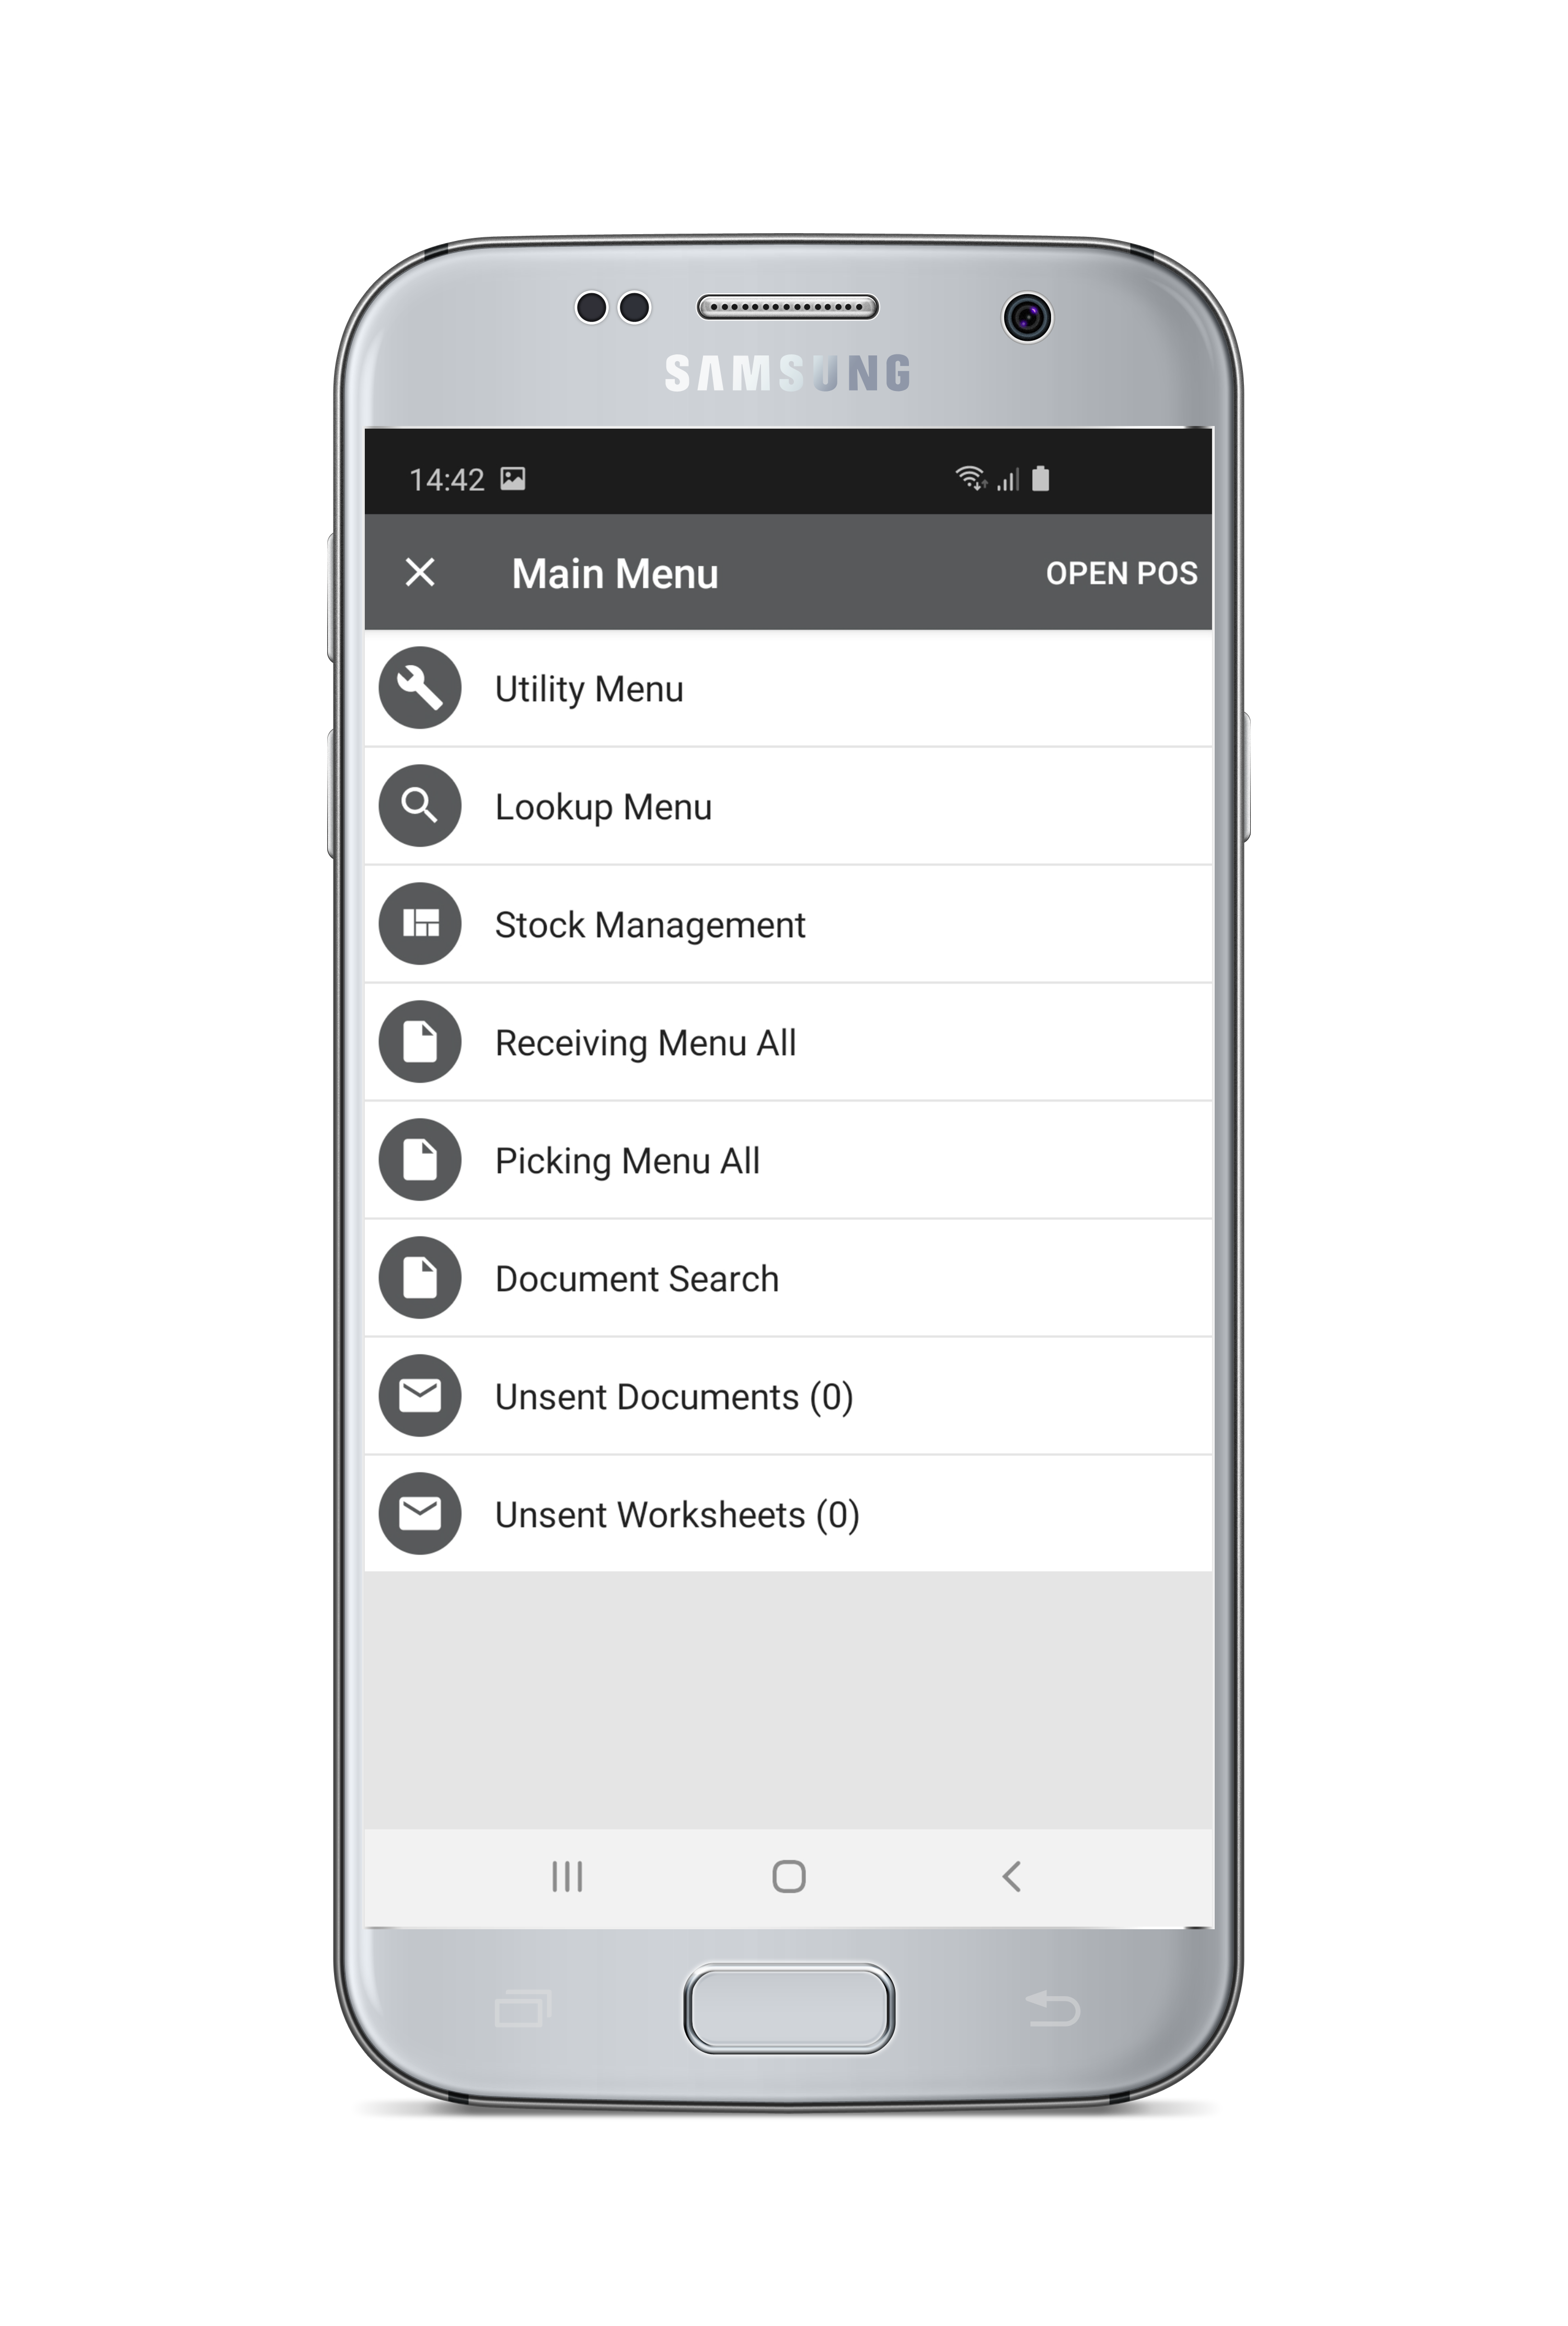 SAMSUNG
14:42
Main Menu
OPEN POS
Utility Menu
Lookup Menu
Stock Management
Receiving Menu All
Picking Menu All
Document Search
Unsent Documents (0)
Unsent Worksheets (0)